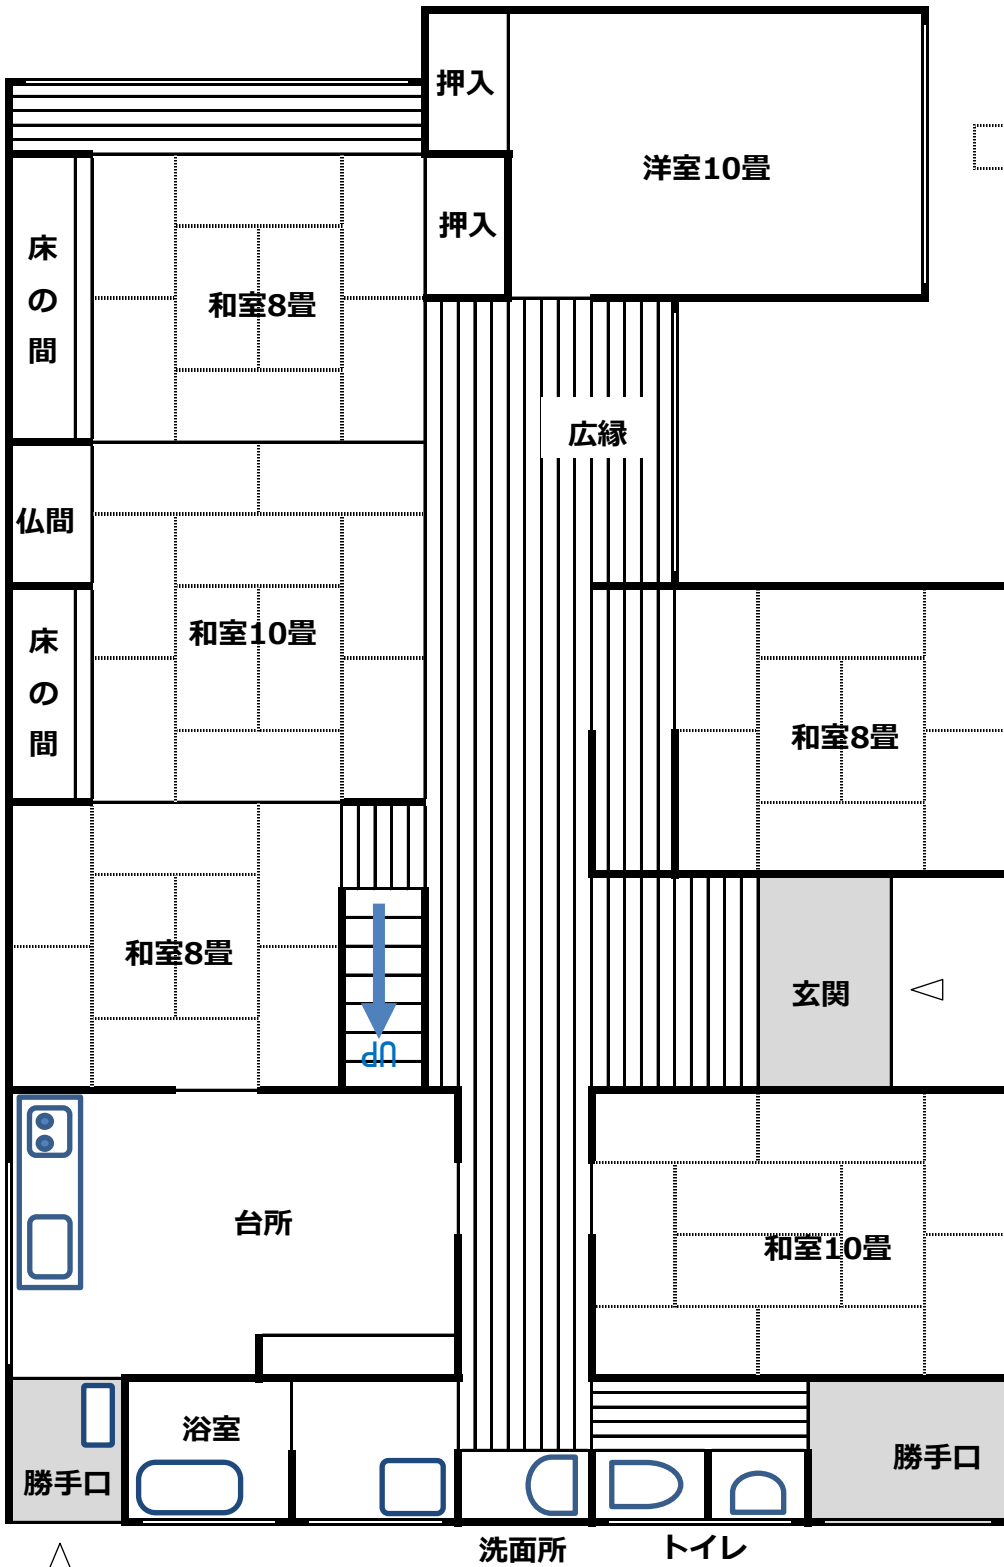 押入
洋室10畳
押入
床の間
和室8畳
広縁
仏間
和室10畳
床の間
和室8畳
和室8畳
玄関
UP
台所
和室10畳
浴室
勝手口
勝手口
洗面所
トイレ